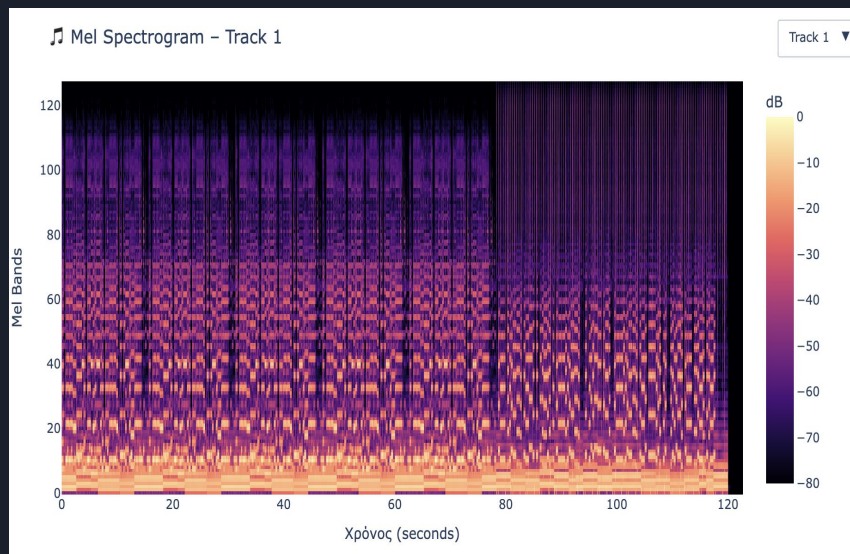 🎵 Mel Spectrogram – Track 1
Track 1 ▼
dB
0
−10
−20
−30
−40
−50
−60
−70
−80
Mel Bands
120
100
80
60
40
20
0
0 20 40 60 80 100 120
Χρόνος (seconds)